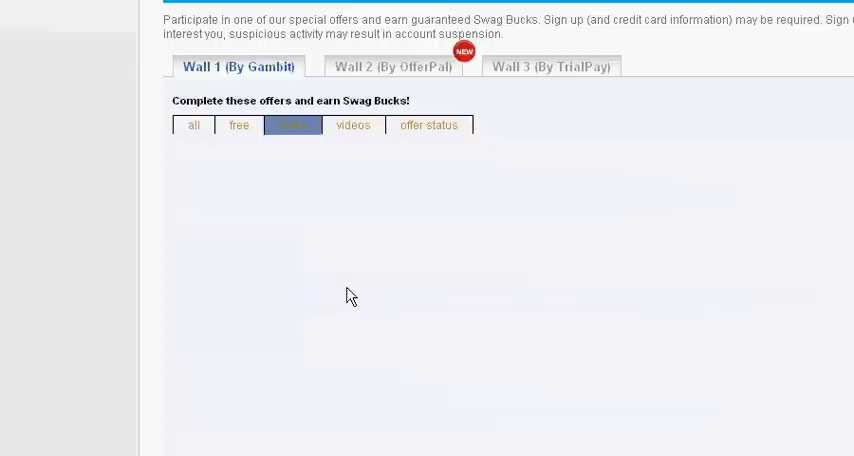 Participate in one of our special offers and earn guaranteed Swag Bucks. Sign up (and credit card information) may be required. Sign
interest you, suspicious activity may result in account suspension.
NEW
Wall 1 (By Gambit) Wall 2 (By OfferPal) Wall 3 (By TrialPay)
Complete these offers and earn Swag Bucks!
all free videos offer status